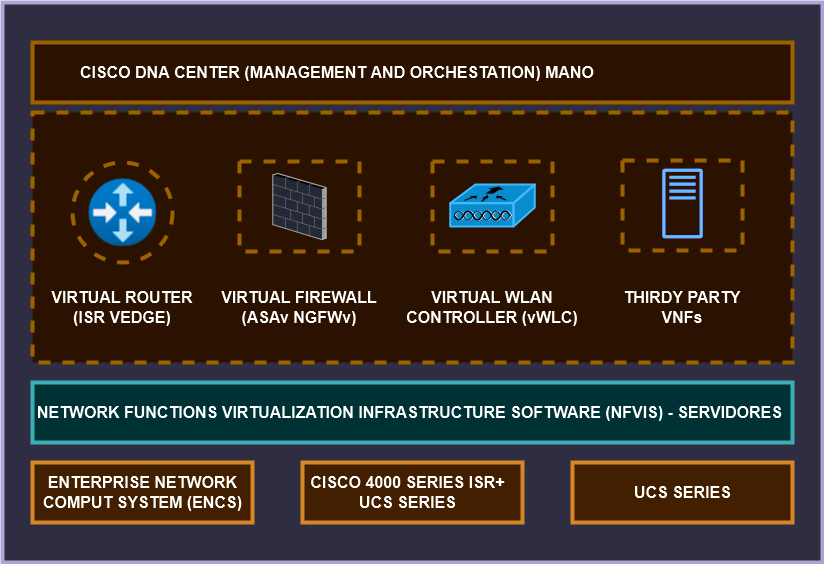 CISCO DNA CENTER (MANAGEMENT AND ORCHESTATION) MANO
VIRTUAL ROUTER
(ISR VEDGE)
VIRTUAL FIREWALL
(ASAv NGFWv)
VIRTUAL WLAN
CONTROLLER (vWLC)
THIRDY PARTY
VNFs
NETWORK FUNCTIONS VIRTUALIZATION INFRASTRUCTURE SOFTWARE (NFVIS) - SERVIDORES
ENTERPRISE NETWORK
COMPUT SYSTEM (ENCS)
CISCO 4000 SERIES ISR+
UCS SERIES
UCS SERIES